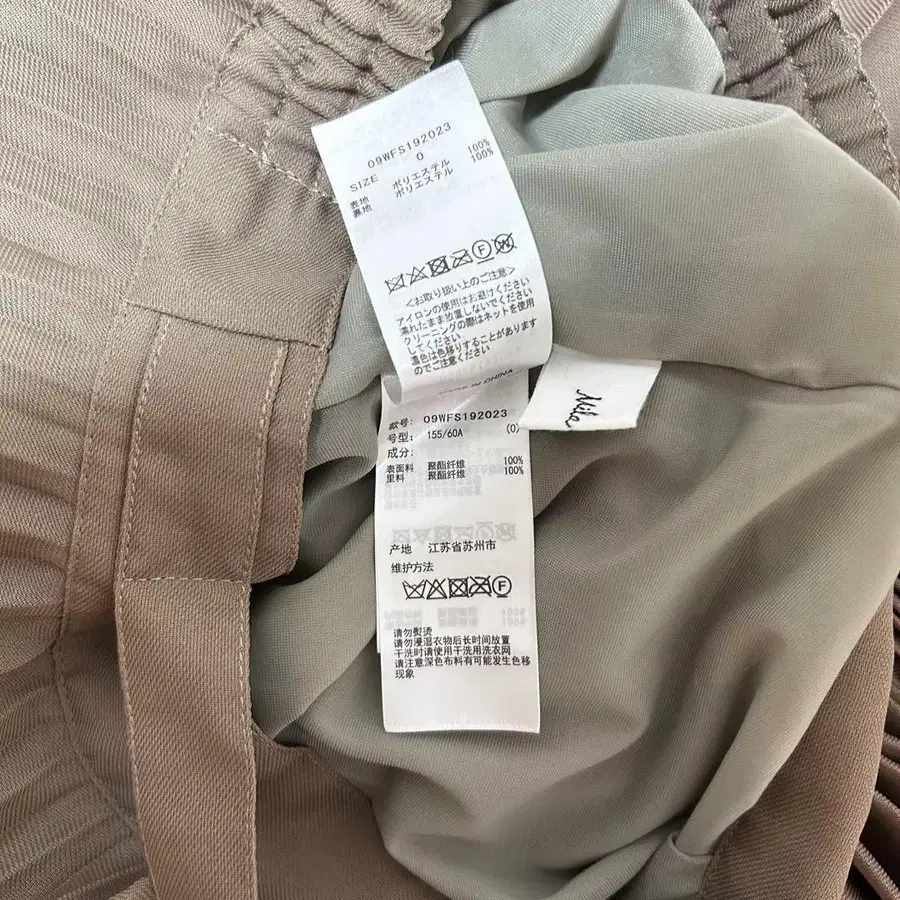 09WFS192023
SIZE 0
表地 ポリエステル 100%
裏地 ポリエステル 100%
F W
<お取り扱い上のご注意>
アイロンの使用はお避けください
濡れたまま放置しないでください
クリーニングの際はネットを使用
してください
濃色は色移りすることがあります
のでご注意ください
MADE IN CHINA
款号: 09WFS192023
号型: 155/60A (0)
成分:
表面料 聚酯纤维 100%
里料 聚酯纤维 100%
产地 江苏省苏州市
维护方法
F
请勿熨烫
请勿浸湿衣物后长时间放置
干洗时请使用干洗用洗衣网
请注意深色布料有可能发生色移
现象